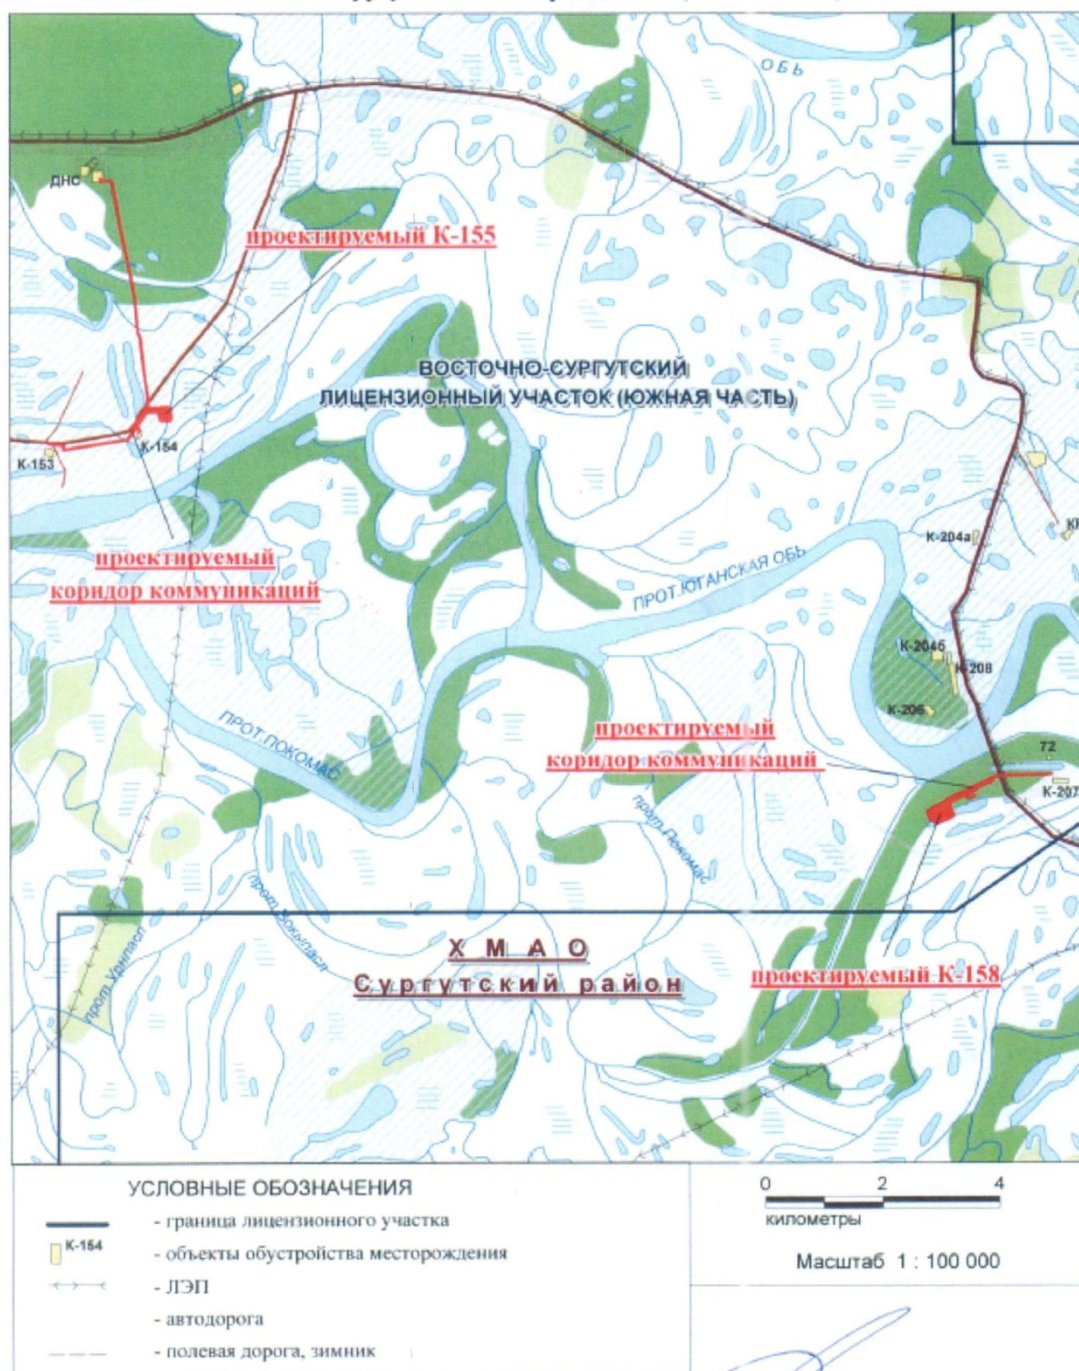 ОБЬ
ДНС
проектируемый К-155
ВОСТОЧНО-СУРГУТСКИЙ
ЛИЦЕНЗИОННЫЙ УЧАСТОК (ЮЖНАЯ ЧАСТЬ)
К-154
К-153
К-204а
проектируемый
коридор коммуникаций
ПРОТ.ЮГАНСКАЯ ОБЬ
К-204б
К-208
К-206
ПРОТ.ПОКОМАС
проектируемый
коридор коммуникаций
72
К-207
прот.Покомас
прот.Урипасл
Х М А О
Сургутский район
проектируемый К-158
УСЛОВНЫЕ ОБОЗНАЧЕНИЯ
- граница лицензионного участка
К-154
- объекты обустройства месторождения
- ЛЭП
- автодорога
- полевая дорога, зимник
0 2 4
километры
Масштаб 1 : 100 000